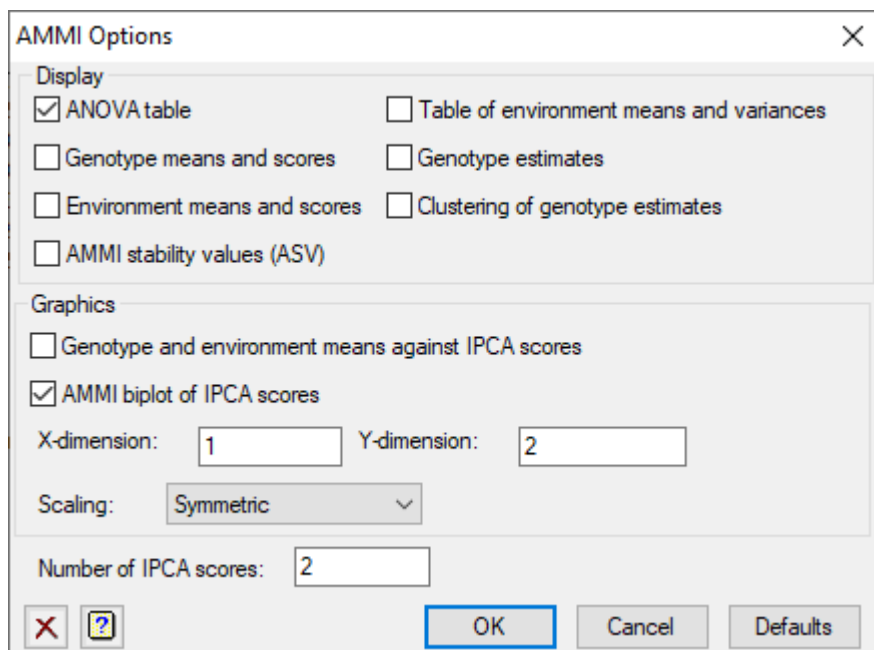 AMMI Options
Display
ANOVA table
Table of environment means and variances
Genotype means and scores
Genotype estimates
Environment means and scores
Clustering of genotype estimates
AMMI stability values (ASV)
Graphics
Genotype and environment means against IPCA scores
AMMI biplot of IPCA scores
X-dimension: 1 Y-dimension: 2
Scaling: Symmetric
Number of IPCA scores: 2
? OK Cancel Defaults